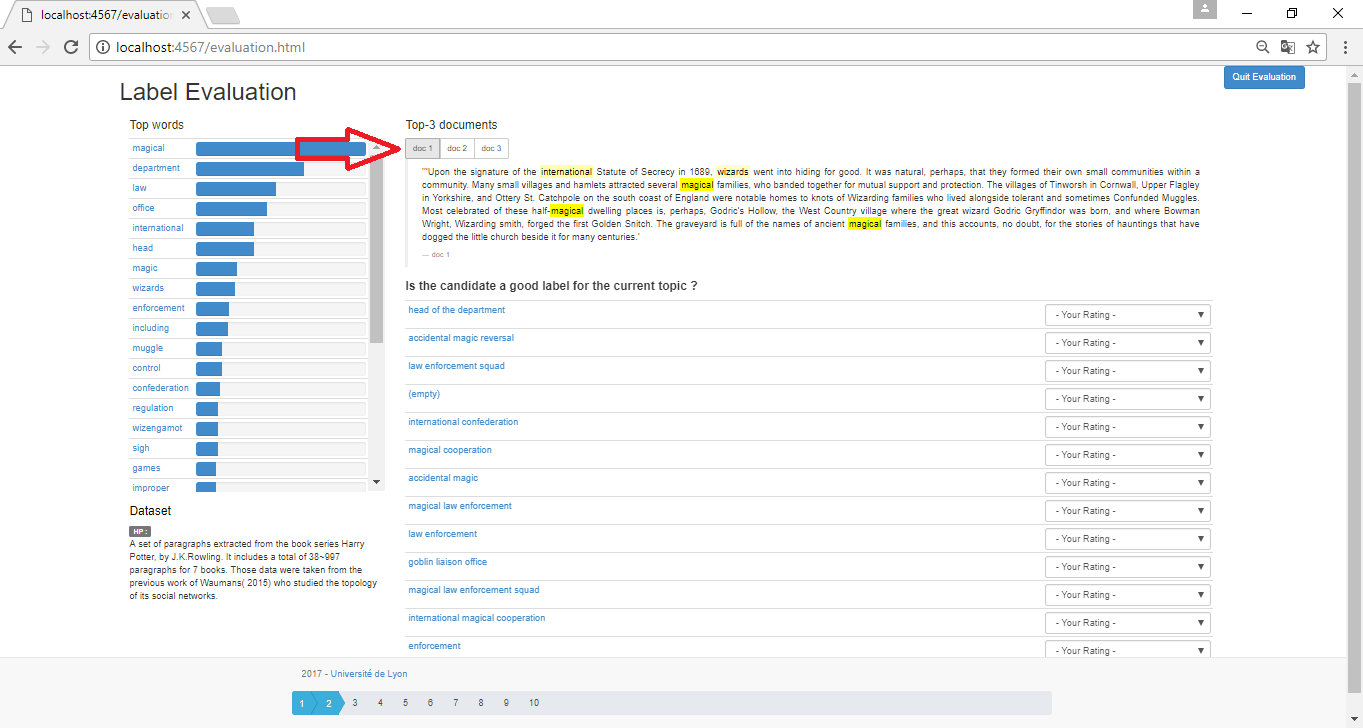 localhost:4567/evaluation
localhost:4567/evaluation.html
Quit Evaluation
Label Evaluation
Top words
magical
department
law
office
international
head
magic
wizards
enforcement
including
muggle
control
confederation
regulation
wizengamot
sigh
games
improper
Dataset
HP :
A set of paragraphs extracted from the book series Harry
Potter, by J.K.Rowling. It includes a total of 38~997
paragraphs for 7 books. Those data were taken from the
previous work of Waumans( 2015) who studied the topology
of its social networks.
Top-3 documents
doc 1 doc 2 doc 3
"'Upon the signature of the international Statute of Secrecy in 1689, wizards went into hiding for good. It was natural, perhaps, that they formed their own small communities within a
community. Many small villages and hamlets attracted several magical families, who banded together for mutual support and protection. The villages of Tinworsh in Cornwall, Upper Flagley
in Yorkshire, and Ottery St. Catchpole on the south coast of England were notable homes to knots of Wizarding families who lived alongside tolerant and sometimes Confunded Muggles.
Most celebrated of these half-magical dwelling places is, perhaps, Godric's Hollow, the West Country village where the great wizard Godric Gryffindor was born, and where Bowman
Wright, Wizarding smith, forged the first Golden Snitch. The graveyard is full of the names of ancient magical families, and this accounts, no doubt, for the stories of hauntings that have
dogged the little church beside it for many centuries.'
— doc 1
Is the candidate a good label for the current topic ?
head of the department - Your Rating -
accidental magic reversal - Your Rating -
law enforcement squad - Your Rating -
(empty) - Your Rating -
international confederation - Your Rating -
magical cooperation - Your Rating -
accidental magic - Your Rating -
magical law enforcement - Your Rating -
law enforcement - Your Rating -
goblin liaison office - Your Rating -
magical law enforcement squad - Your Rating -
international magical cooperation - Your Rating -
enforcement - Your Rating -
2017 - Université de Lyon
1 2 3 4 5 6 7 8 9 10